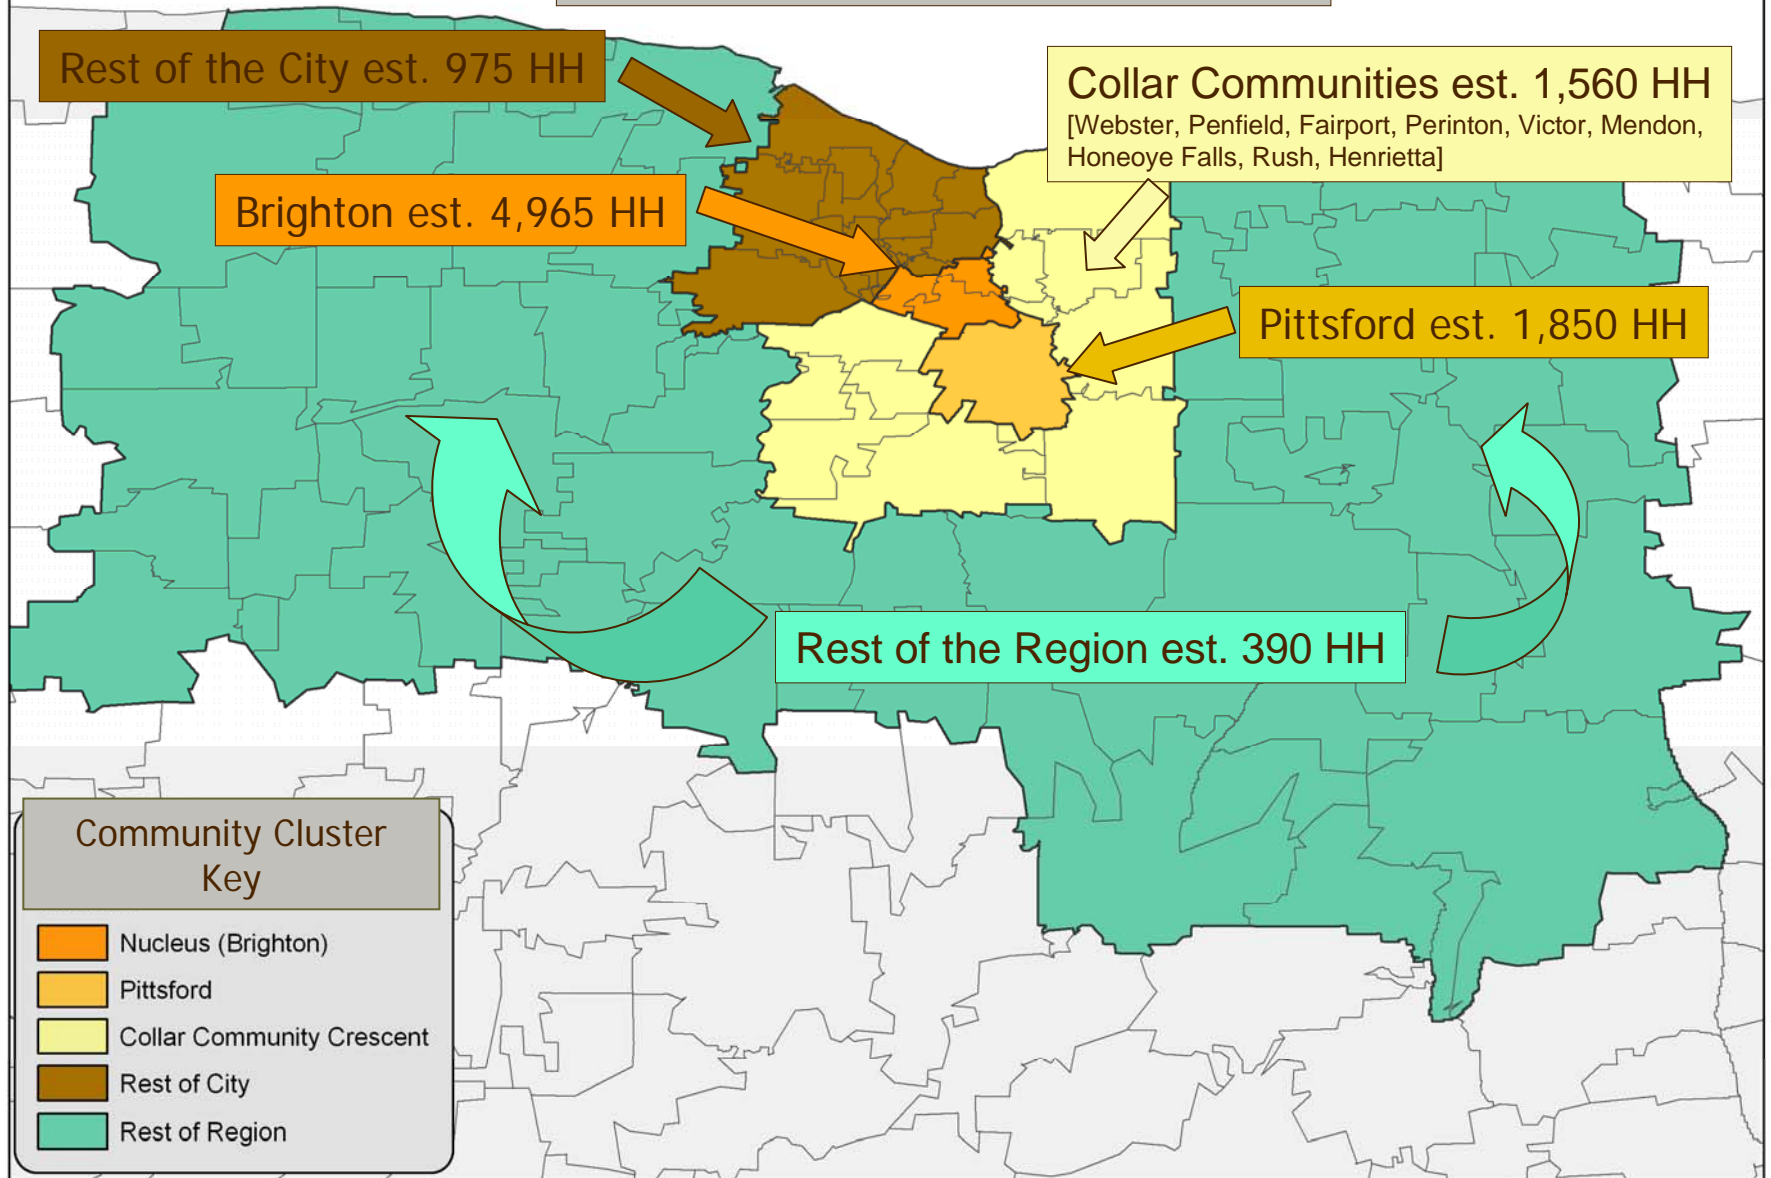 Rest of the City est. 975 HH
Collar Communities est. 1,560 HH
[Webster, Penfield, Fairport, Perinton, Victor, Mendon,
Honeoye Falls, Rush, Henrietta]
Brighton est. 4,965 HH
Pittsford est. 1,850 HH
Rest of the Region est. 390 HH
Community Cluster
Key
Nucleus (Brighton)
Pittsford
Collar Community Crescent
Rest of City
Rest of Region